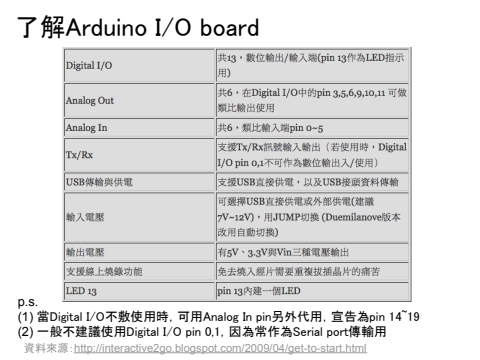 了解Arduino I/O board
Digital I/O
共13，數位輸出/輸入端(pin 13作為LED指示
用)
Analog Out
共6，在Digital I/O中的pin 3,5,6,9,10,11 可做
類比輸出使用
Analog In
共6，類比輸入端pin 0~5
Tx/Rx
支援Tx/Rx訊號輸入輸出（若使用時，Digital
I/O pin 0,1不可作為數位輸出入/使用）
USB傳輸與供電
支援USB直接供電，以及USB接頭資料傳輸
輸入電壓
可選擇USB直接供電或外部供電(建議
7V~12V)，用JUMP切換 (Duemilanove版本
改用自動切換)
輸出電壓
有5V、3.3V與Vin三種電壓輸出
支援線上燒錄功能
免去燒入經片需要重複拔插晶片的痛苦
LED 13
pin 13內建一個LED
p.s.
(1) 當Digital I/O不敷使用時, 可用Analog In pin另外代用, 宣告為pin 14~19
(2) 一般不建議使用Digital I/O pin 0,1, 因為常作為Serial port傳輸用
資料來源：http://interactive2go.blogspot.com/2009/04/get-to-start.html